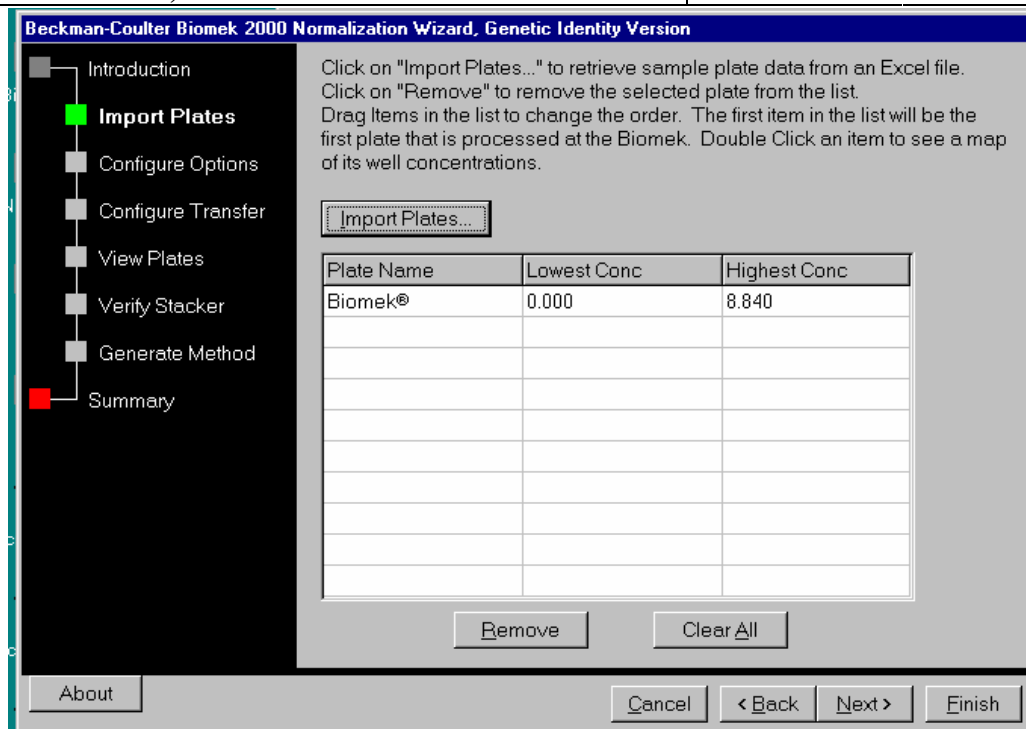 Beckman-Coulter Biomek 2000 Normalization Wizard, Genetic Identity Version
Introduction
Import Plates
Configure Options
Configure Transfer
View Plates
Verify Stacker
Generate Method
Summary
Click on "Import Plates..." to retrieve sample plate data from an Excel file.
Click on "Remove" to remove the selected plate from the list.
Drag Items in the list to change the order. The first item in the list will be the
first plate that is processed at the Biomek. Double Click an item to see a map
of its well concentrations.
Import Plates...
Plate Name Lowest Conc Highest Conc
Biomek® 0.000 8.840
Remove Clear All
About
Cancel < Back Next > Finish